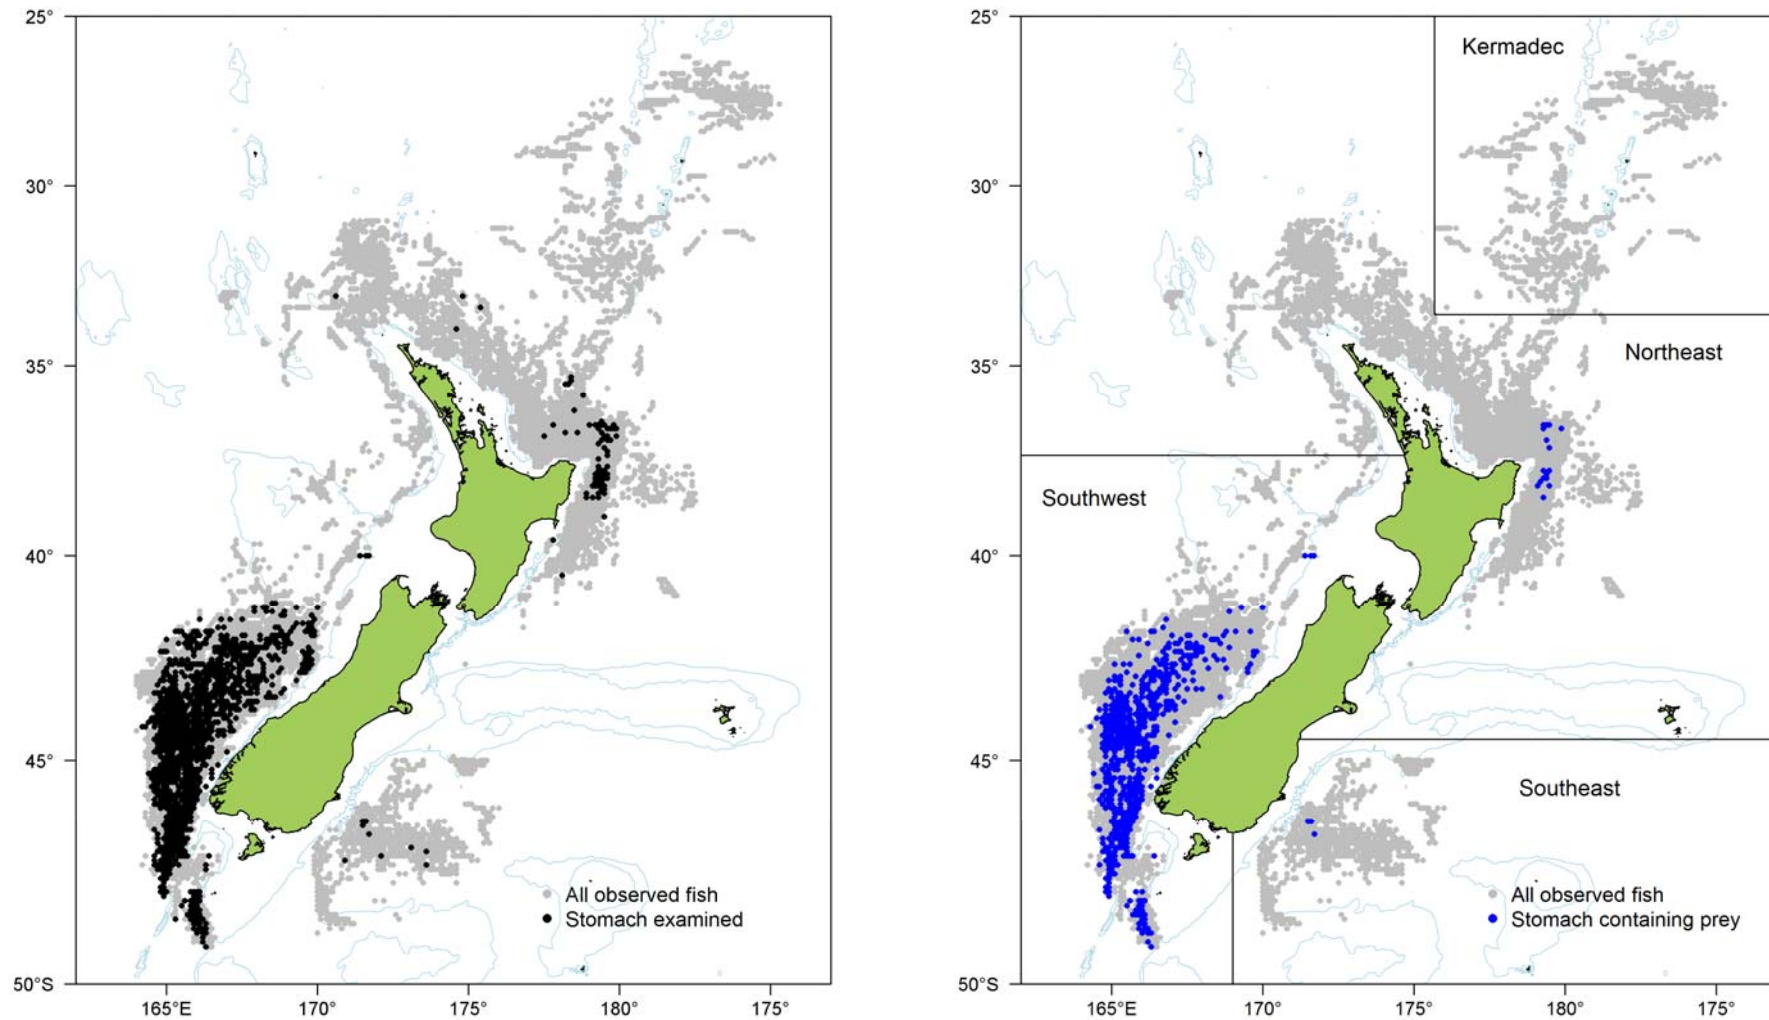 25°
30°
35°
40°
45°
50°S
165°E
170°
175°
180°
175°
All observed fish
Stomach examined
25°
30°
35°
40°
45°
50°S
165°E
170°
175°
180°
175°
Kermadec
Northeast
Southwest
Southeast
All observed fish
Stomach containing prey